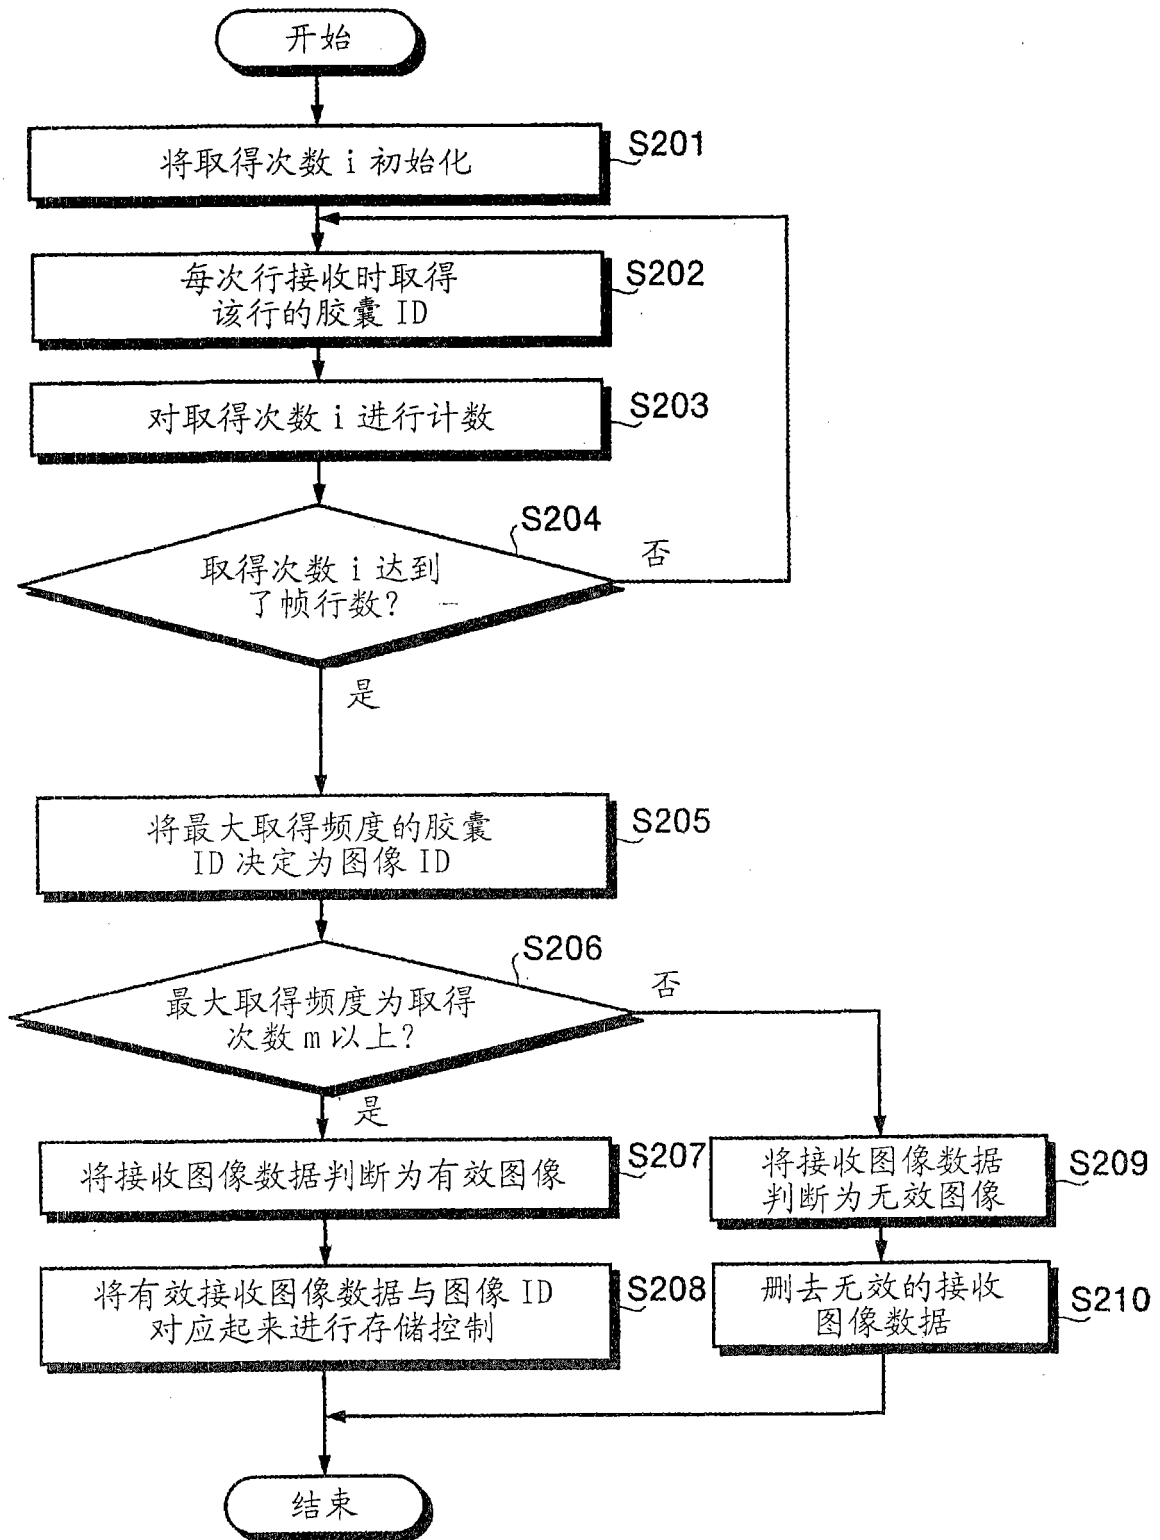 开始
将取得次数 i 初始化
S201
每次行接收时取得
该行的胶囊 ID
S202
对取得次数 i 进行计数
S203
S204
取得次数 i 达到
了帧行数?
否
是
将最大取得频度的胶囊
ID 决定为图像 ID
S205
S206
最大取得频度为取得
次数 m 以上?
否
是
将接收图像数据判断为有效图像
S207
将接收图像数据
判断为无效图像
S209
将有效接收图像数据与图像 ID
对应起来进行存储控制
S208
删去无效的接收
图像数据
S210
结束